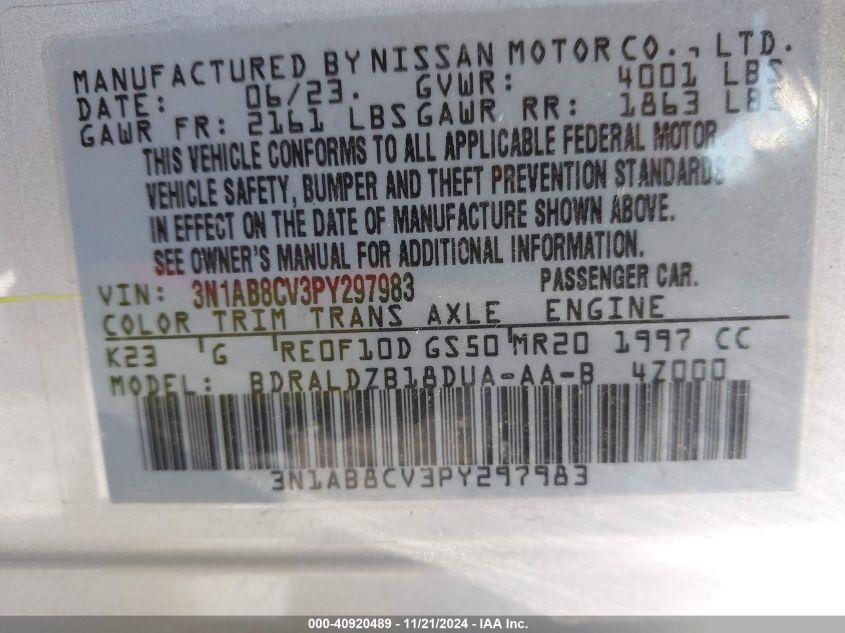 MANUFACTURED BY NISSAN MOTOR CO., LTD.
DATE: 06/23. GVWR: 4001 LBS
GAWR FR: 2161 LBS GAWR RR: 1863 LBS
THIS VEHICLE CONFORMS TO ALL APPLICABLE FEDERAL MOTOR
VEHICLE SAFETY, BUMPER AND THEFT PREVENTION STANDARDS
IN EFFECT ON THE DATE OF MANUFACTURE SHOWN ABOVE.
SEE OWNER'S MANUAL FOR ADDITIONAL INFORMATION.
VIN: 3N1AB8CV3PY297983 PASSENGER CAR.
COLOR TRIM TRANS AXLE ENGINE
K23 G RE0F10D GS50 MR20 1997 CC
MODEL: BDRALDZB18DUA-AA-B 4Z000
3N1AB8CV3PY297983
000-40920489 - 11/21/2024 - IAA Inc.